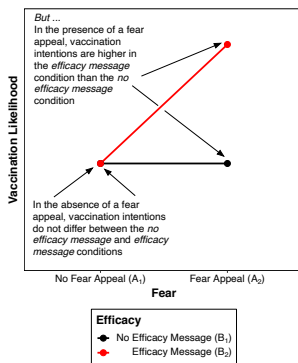 But ...
In the presence of a fear
appeal, vaccination
intentions are higher in
the efficacy message
condition than the no
efficacy message
condition
Vaccination Likelihood
In the absence of a fear
appeal, vaccination intentions
do not differ between the no
efficacy message and efficacy
message conditions
No Fear Appeal (A₁)
Fear Appeal (A₂)
Fear
Efficacy
No Efficacy Message (B₁)
Efficacy Message (B₂)